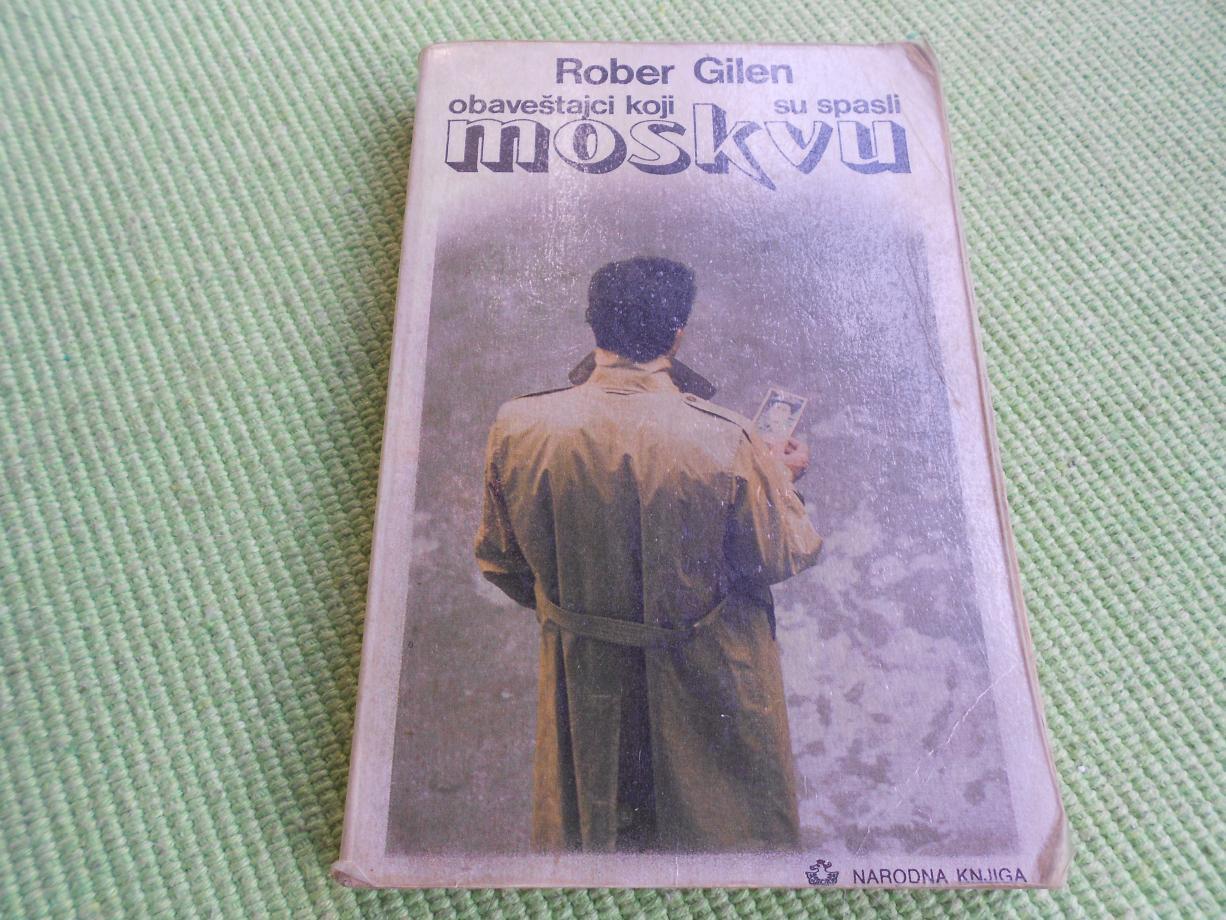 Rober Gilen
obaveštajci koji su spasli
moskvu
NARODNA KNJIGA